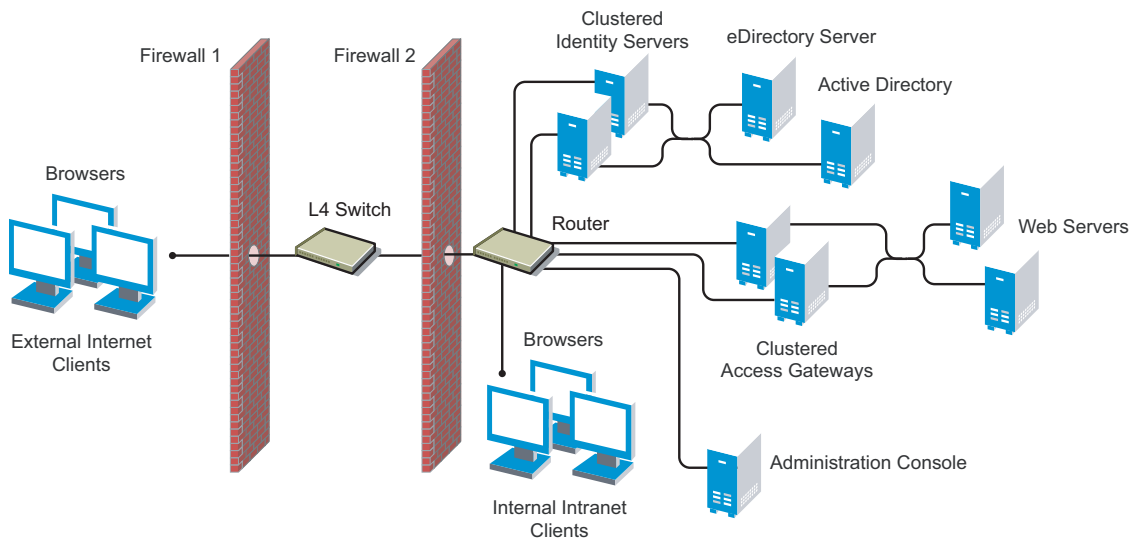 Clustered
Identity Servers
eDirectory Server
Firewall 1
Firewall 2
Active Directory
Browsers
L4 Switch
Router
Web Servers
External Internet
Clients
Browsers
Clustered
Access Gateways
Administration Console
Internal Intranet
Clients